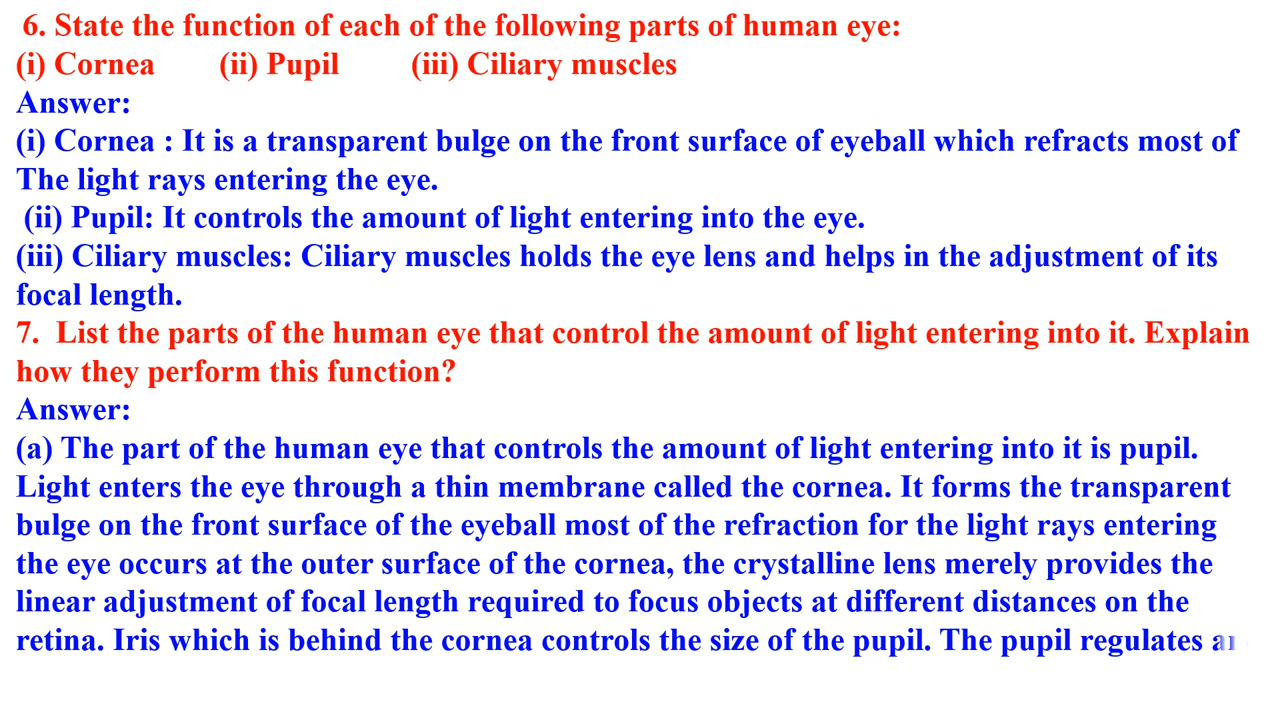 6. State the function of each of the following parts of human eye:
(i) Cornea (ii) Pupil (iii) Ciliary muscles
Answer:
(i) Cornea : It is a transparent bulge on the front surface of eyeball which refracts most of
The light rays entering the eye.
(ii) Pupil: It controls the amount of light entering into the eye.
(iii) Ciliary muscles: Ciliary muscles holds the eye lens and helps in the adjustment of its
focal length.
7. List the parts of the human eye that control the amount of light entering into it. Explain
how they perform this function?
Answer:
(a) The part of the human eye that controls the amount of light entering into it is pupil.
Light enters the eye through a thin membrane called the cornea. It forms the transparent
bulge on the front surface of the eyeball most of the refraction for the light rays entering
the eye occurs at the outer surface of the cornea, the crystalline lens merely provides the
linear adjustment of focal length required to focus objects at different distances on the
retina. Iris which is behind the cornea controls the size of the pupil. The pupil regulates